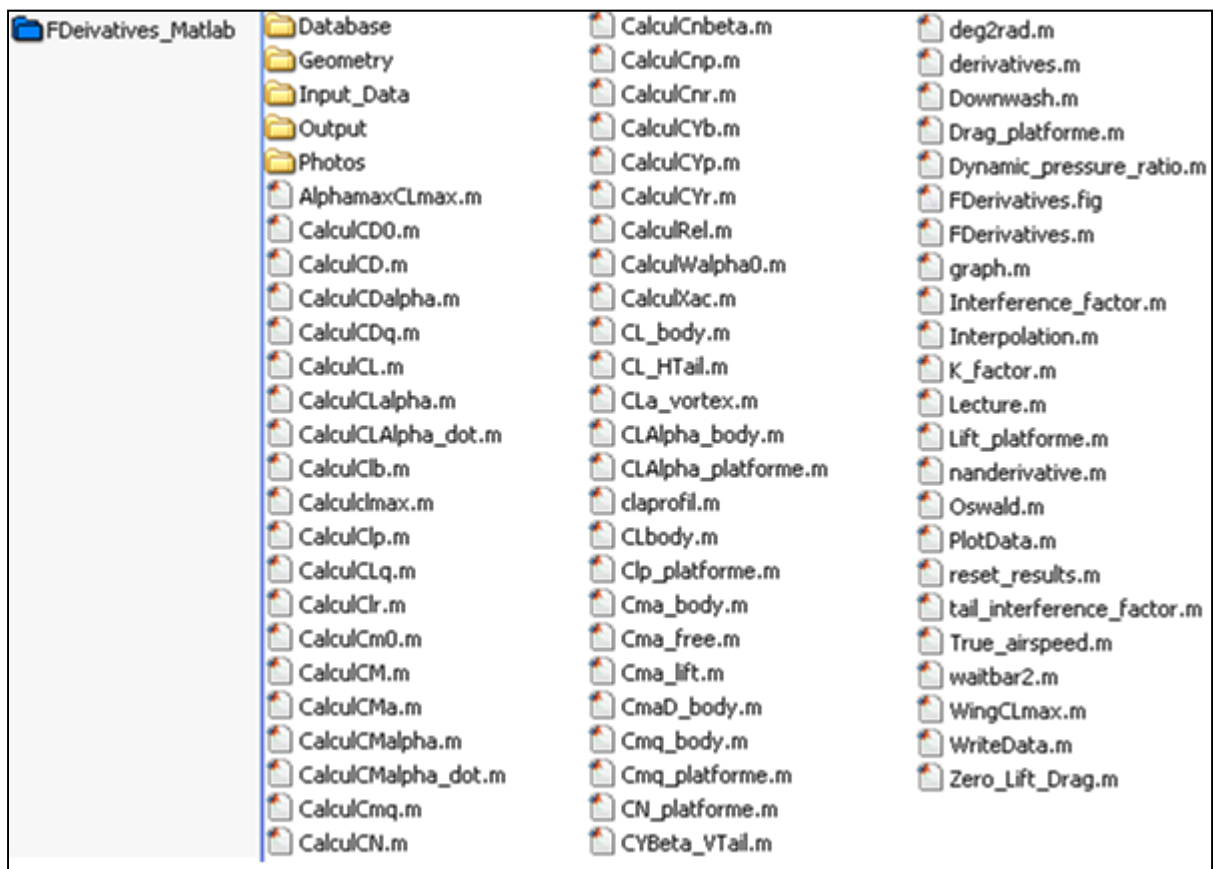 FDeivatives_Matlab
Database
Geometry
Input_Data
Output
Photos
AlphamaxCLmax.m
CalculCD0.m
CalculCD.m
CalculCDalpha.m
CalculCDq.m
CalculCL.m
CalculCLalpha.m
CalculCLAlpha_dot.m
CalculClb.m
Calculclmax.m
CalculClp.m
CalculCLq.m
CalculClr.m
CalculCm0.m
CalculCM.m
CalculCMa.m
CalculCMalpha.m
CalculCMalpha_dot.m
CalculCmq.m
CalculCN.m
CalculCnbeta.m
CalculCnp.m
CalculCnr.m
CalculCYb.m
CalculCYp.m
CalculCYr.m
CalculRel.m
CalculWalpha0.m
CalculXac.m
CL_body.m
CL_HTail.m
CLa_vortex.m
CLAlpha_body.m
CLAlpha_platforme.m
claprofil.m
CLbody.m
Clp_platforme.m
Cma_body.m
Cma_free.m
Cma_lift.m
CmaD_body.m
Cmq_body.m
Cmq_platforme.m
CN_platforme.m
CYBeta_VTail.m
deg2rad.m
derivatives.m
Downwash.m
Drag_platforme.m
Dynamic_pressure_ratio.m
FDerivatives.fig
FDerivatives.m
graph.m
Interference_factor.m
Interpolation.m
K_factor.m
Lecture.m
Lift_platforme.m
nanderivative.m
Oswald.m
PlotData.m
reset_results.m
tail_interference_factor.m
True_airspeed.m
waitbar2.m
WingCLmax.m
WriteData.m
Zero_Lift_Drag.m